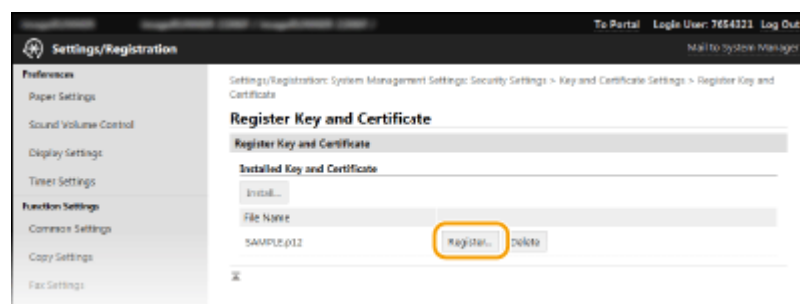 To Portal Login User: 7654321 Log Out
Settings/Registration
Mail to System Manager
Preferences
Paper Settings
Sound Volume Control
Display Settings
Timer Settings
Function Settings
Common Settings
Copy Settings
Fax Settings
Settings/Registration: System Management Settings: Security Settings > Key and Certificate Settings > Register Key and
Certificate
Register Key and Certificate
Register Key and Certificate
Installed Key and Certificate
Install...
File Name
SAMPLE.p12 Register... Delete